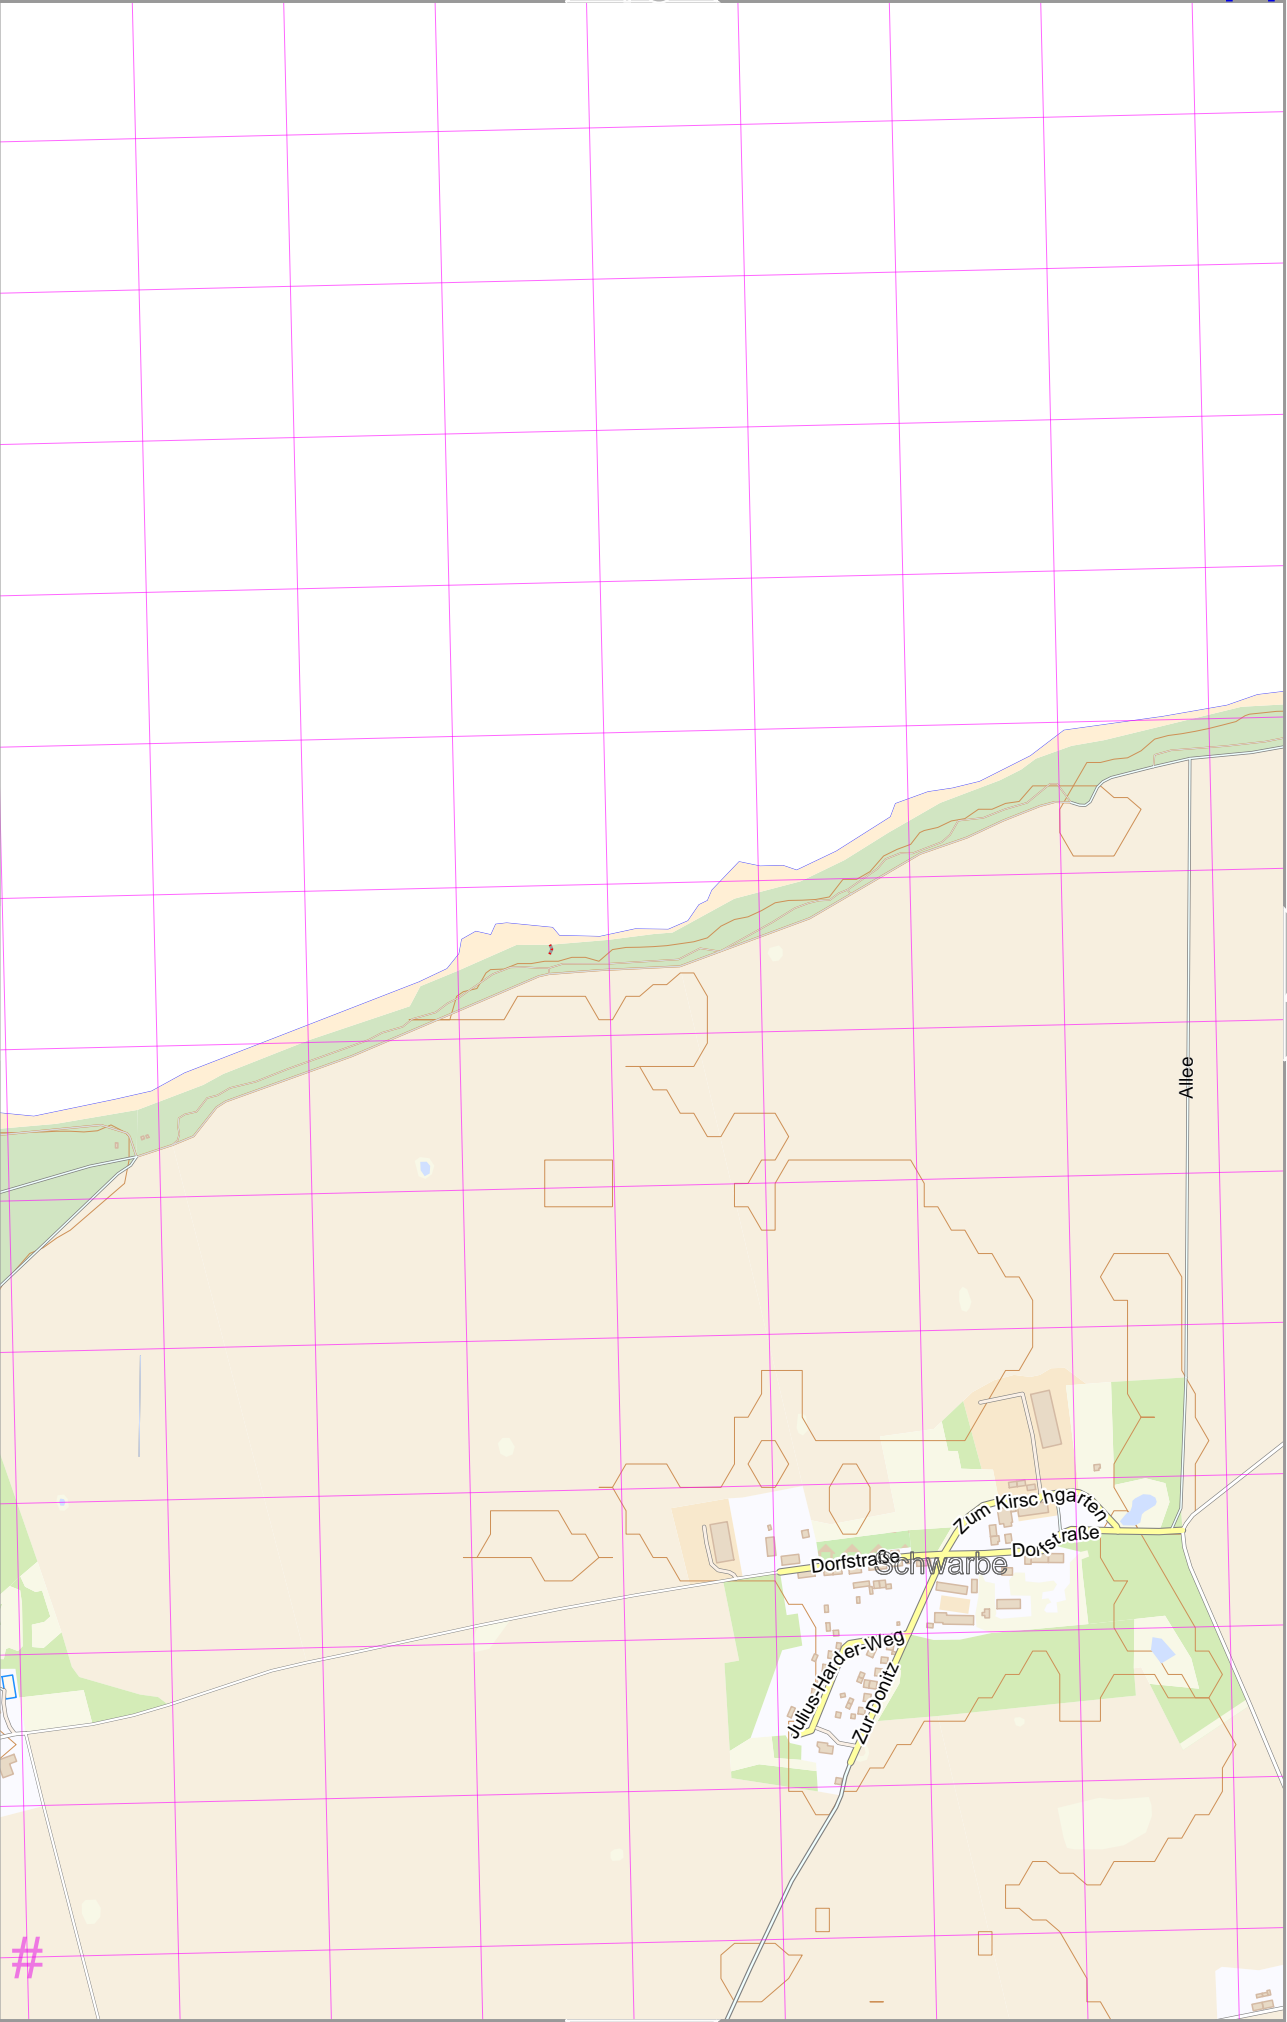 Allee
Zum Kirschgarten
Dorfstraße
Dorfstraße
Schwarbe
Julius-Harder-Weg
Zur Donitz
#